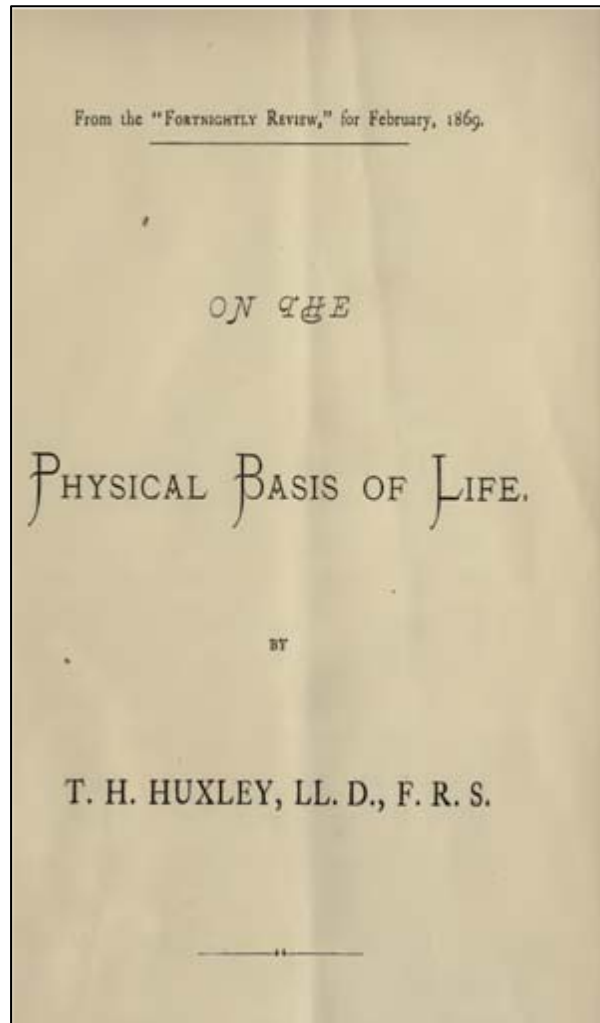 From the "FORTNIGHTLY REVIEW," for February, 1869.
ON THE
PHYSICAL BASIS OF LIFE.
BY
T. H. HUXLEY, LL. D., F. R. S.